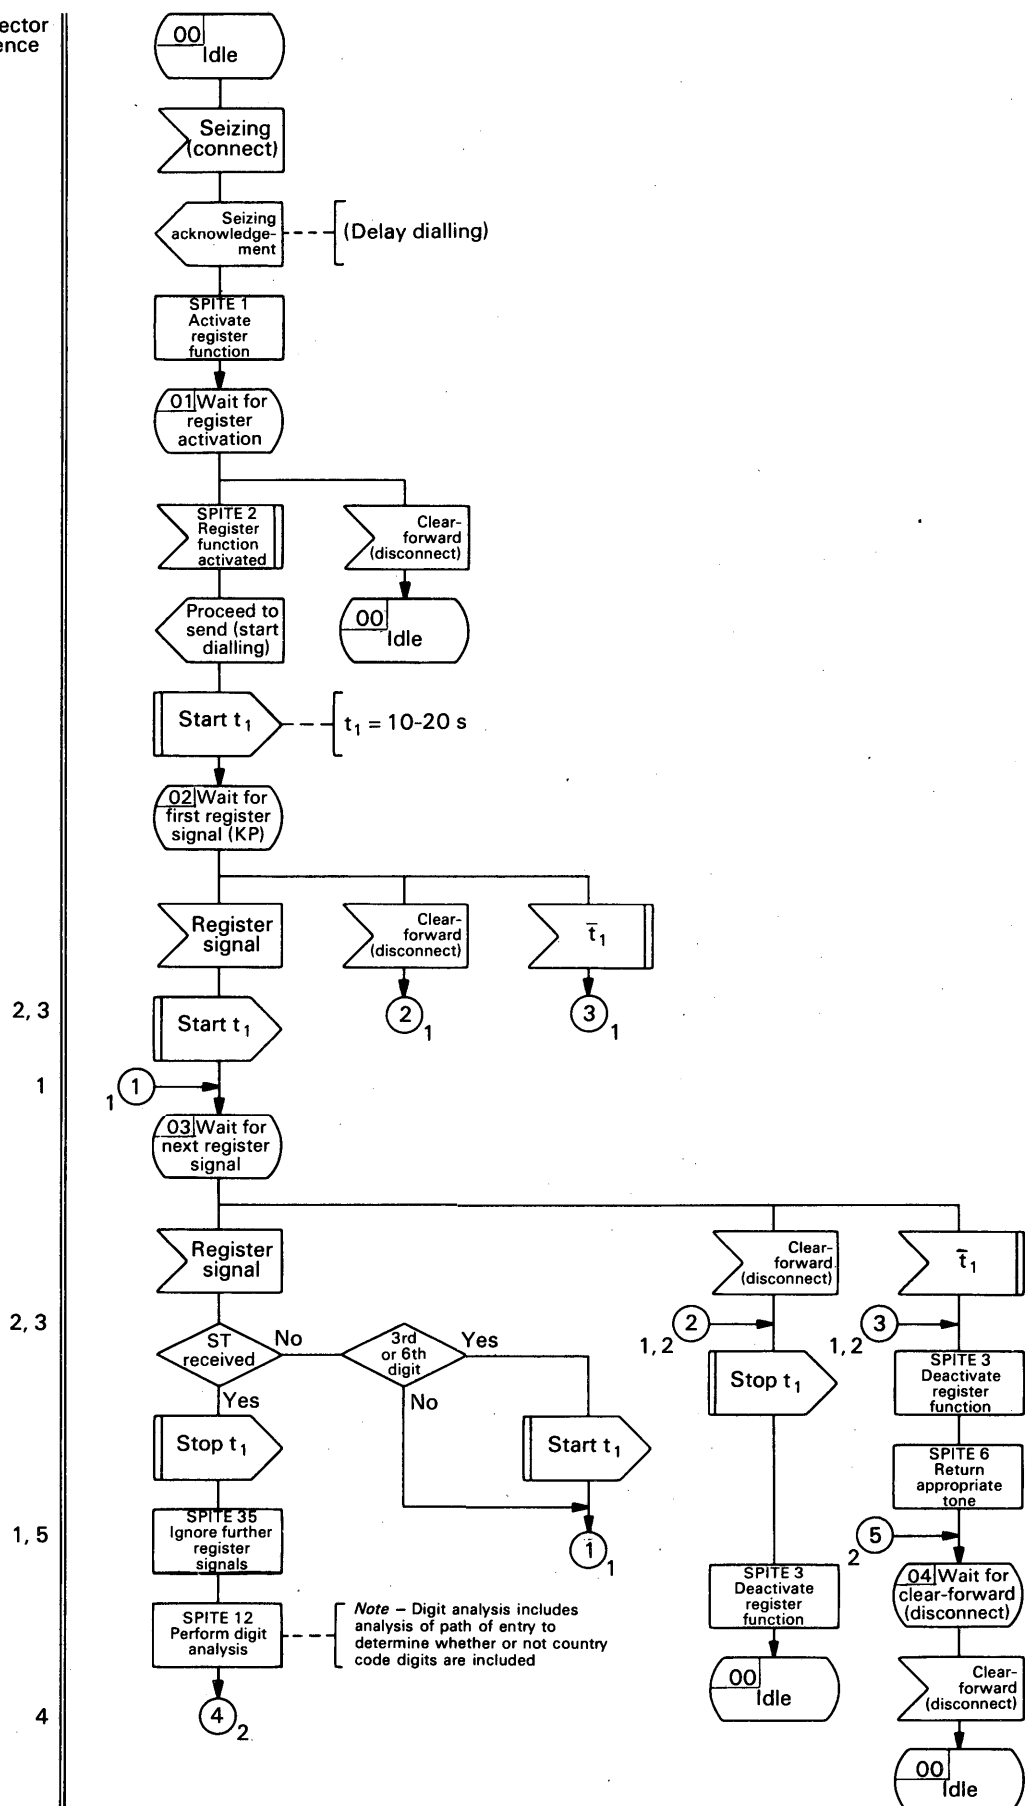 ector
ence
00
Idle
Seizing
(connect)
Seizing
acknowledge-
ment
(Delay dialling)
SPITE 1
Activate
register
function
01 Wait for
register
activation
SPITE 2
Register
function
activated
Clear-
forward
(disconnect)
Proceed to
send (start
dialling)
00
Idle
Start t1
t1 = 10-20 s
02 Wait for
first register
signal (KP)
Register
signal
Clear-
forward
(disconnect)
t̄1
2, 3
Start t1
2 1
3 1
1
1 1
03 Wait for
next register
signal
Register
signal
Clear-
forward
(disconnect)
t̄1
2, 3
ST
received
No
3rd
or 6th
digit
Yes
2
1, 2
3
1, 2
Yes
No
Stop t1
SPITE 3
Deactivate
register
function
Stop t1
Start t1
SPITE 6
Return
appropriate
tone
1, 5
SPITE 35
Ignore further
register
signals
1 1
5
2
SPITE 3
Deactivate
register
function
04 Wait for
clear-forward
(disconnect)
SPITE 12
Perform digit
analysis
Note – Digit analysis includes
analysis of path of entry to
determine whether or not country
code digits are included
00
Idle
Clear-
forward
(disconnect)
4
4 2
00
Idle